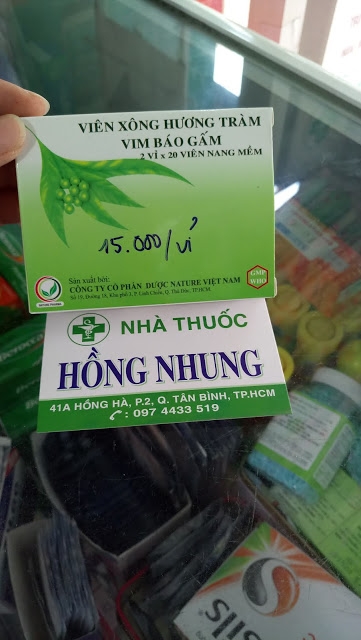 VIÊN XÔNG HƯƠNG TRÀM
VIM BÁO GẤM
2 VỈ x 20 VIÊN NANG MỀM
15.000/vỉ
Sản xuất bởi:
CÔNG TY CỔ PHẦN DƯỢC NATURE VIỆT NAM
GMP
WHO
NHÀ THUỐC
HỒNG NHUNG
41A HỒNG HÀ, P.2, Q. TÂN BÌNH, TP.HCM
: 097 4433 519